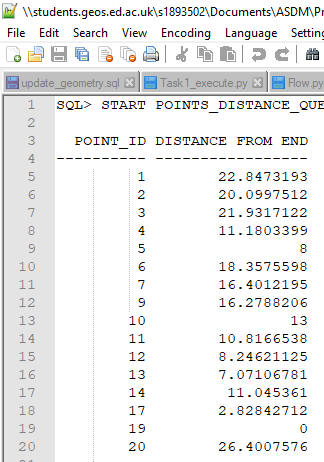 \\students.geos.ed.ac.uk\s1893502\Documents\ASDM\Pr
File Edit Search View Encoding Language Setting
update_geometry.sql Task1_execute.py Flow.py
1 SQL> START POINTS_DISTANCE_QUE
2
3 POINT_ID DISTANCE FROM END
4 ---------- -----------------
5 1 22.8473193
6 2 20.0997512
7 3 21.9317122
8 4 11.1803399
9 5 8
10 6 18.3575598
11 7 16.4012195
12 9 16.2788206
13 10 13
14 11 10.8166538
15 12 8.24621125
16 13 7.07106781
17 14 11.045361
18 17 2.82842712
19 19 0
20 20 26.4007576